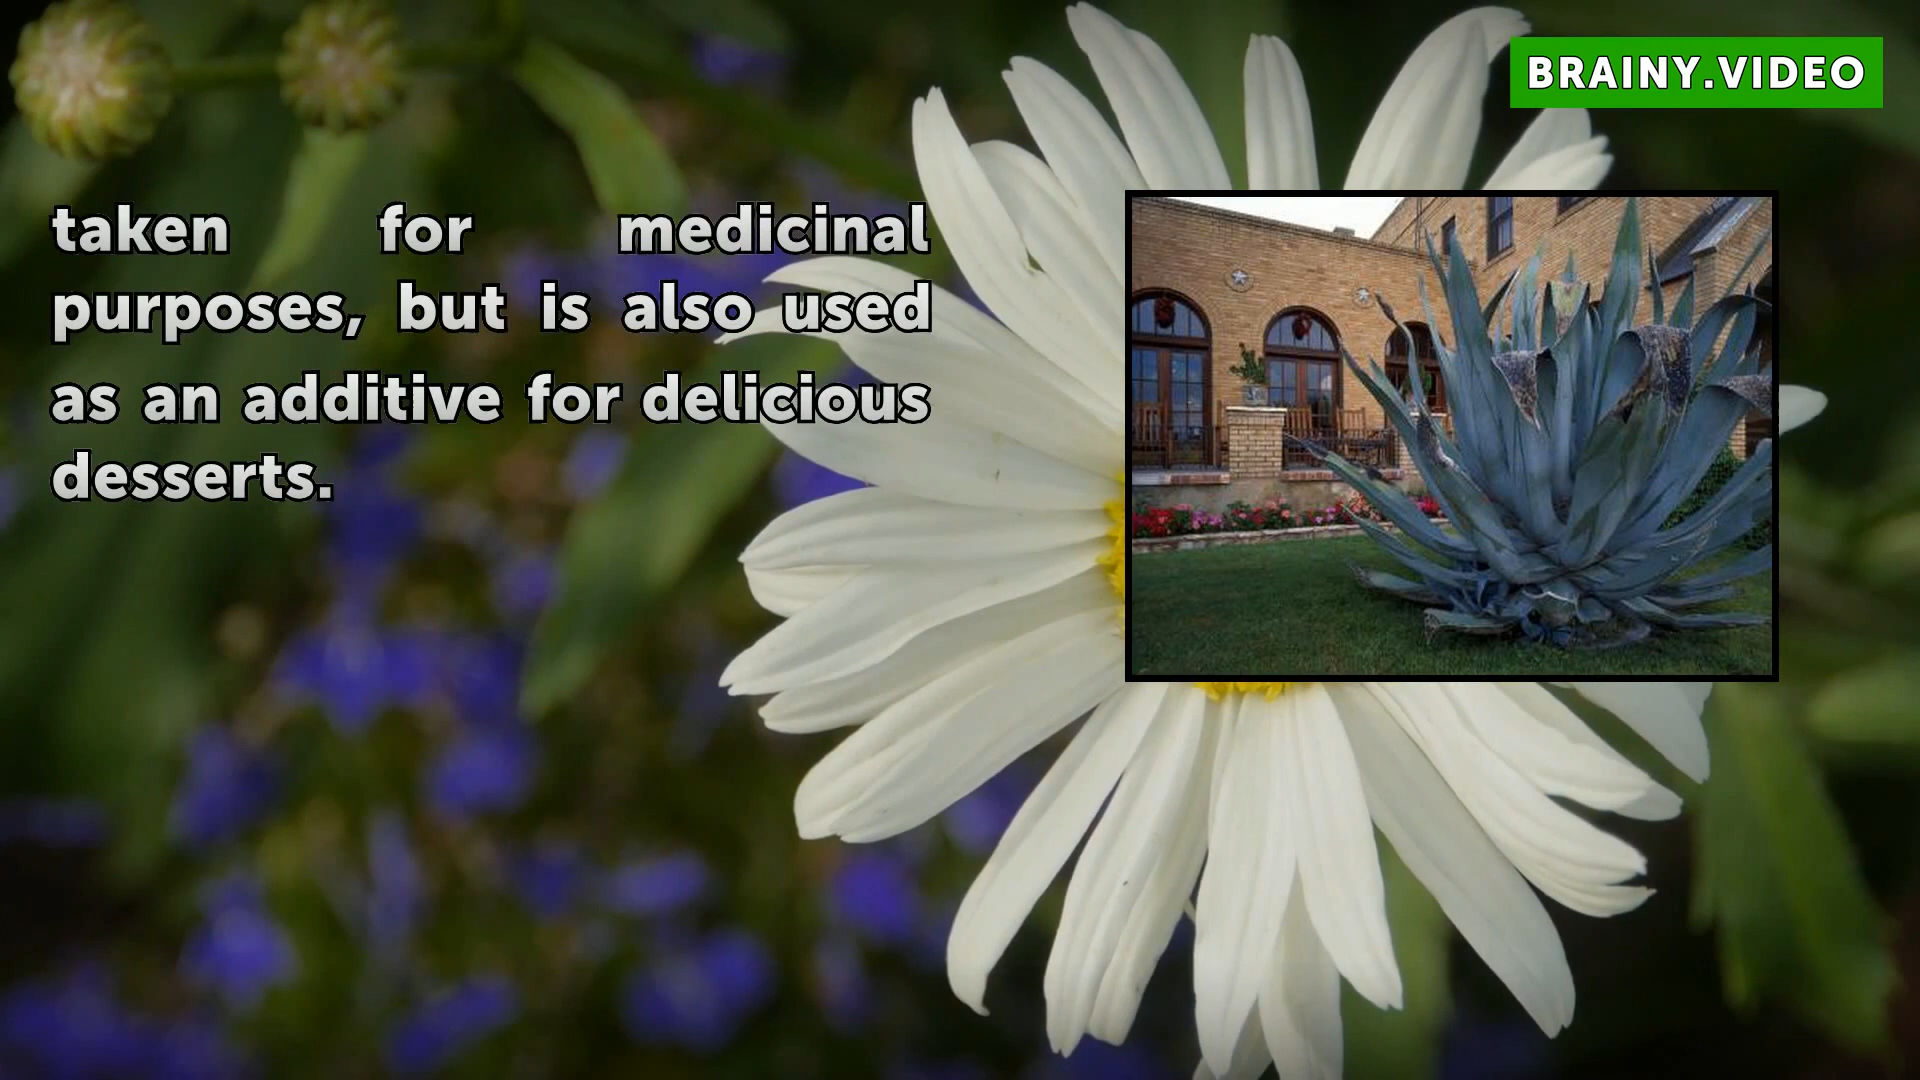 BRAINY.VIDEO
taken for medicinal
purposes, but is also used
as an additive for delicious
desserts.